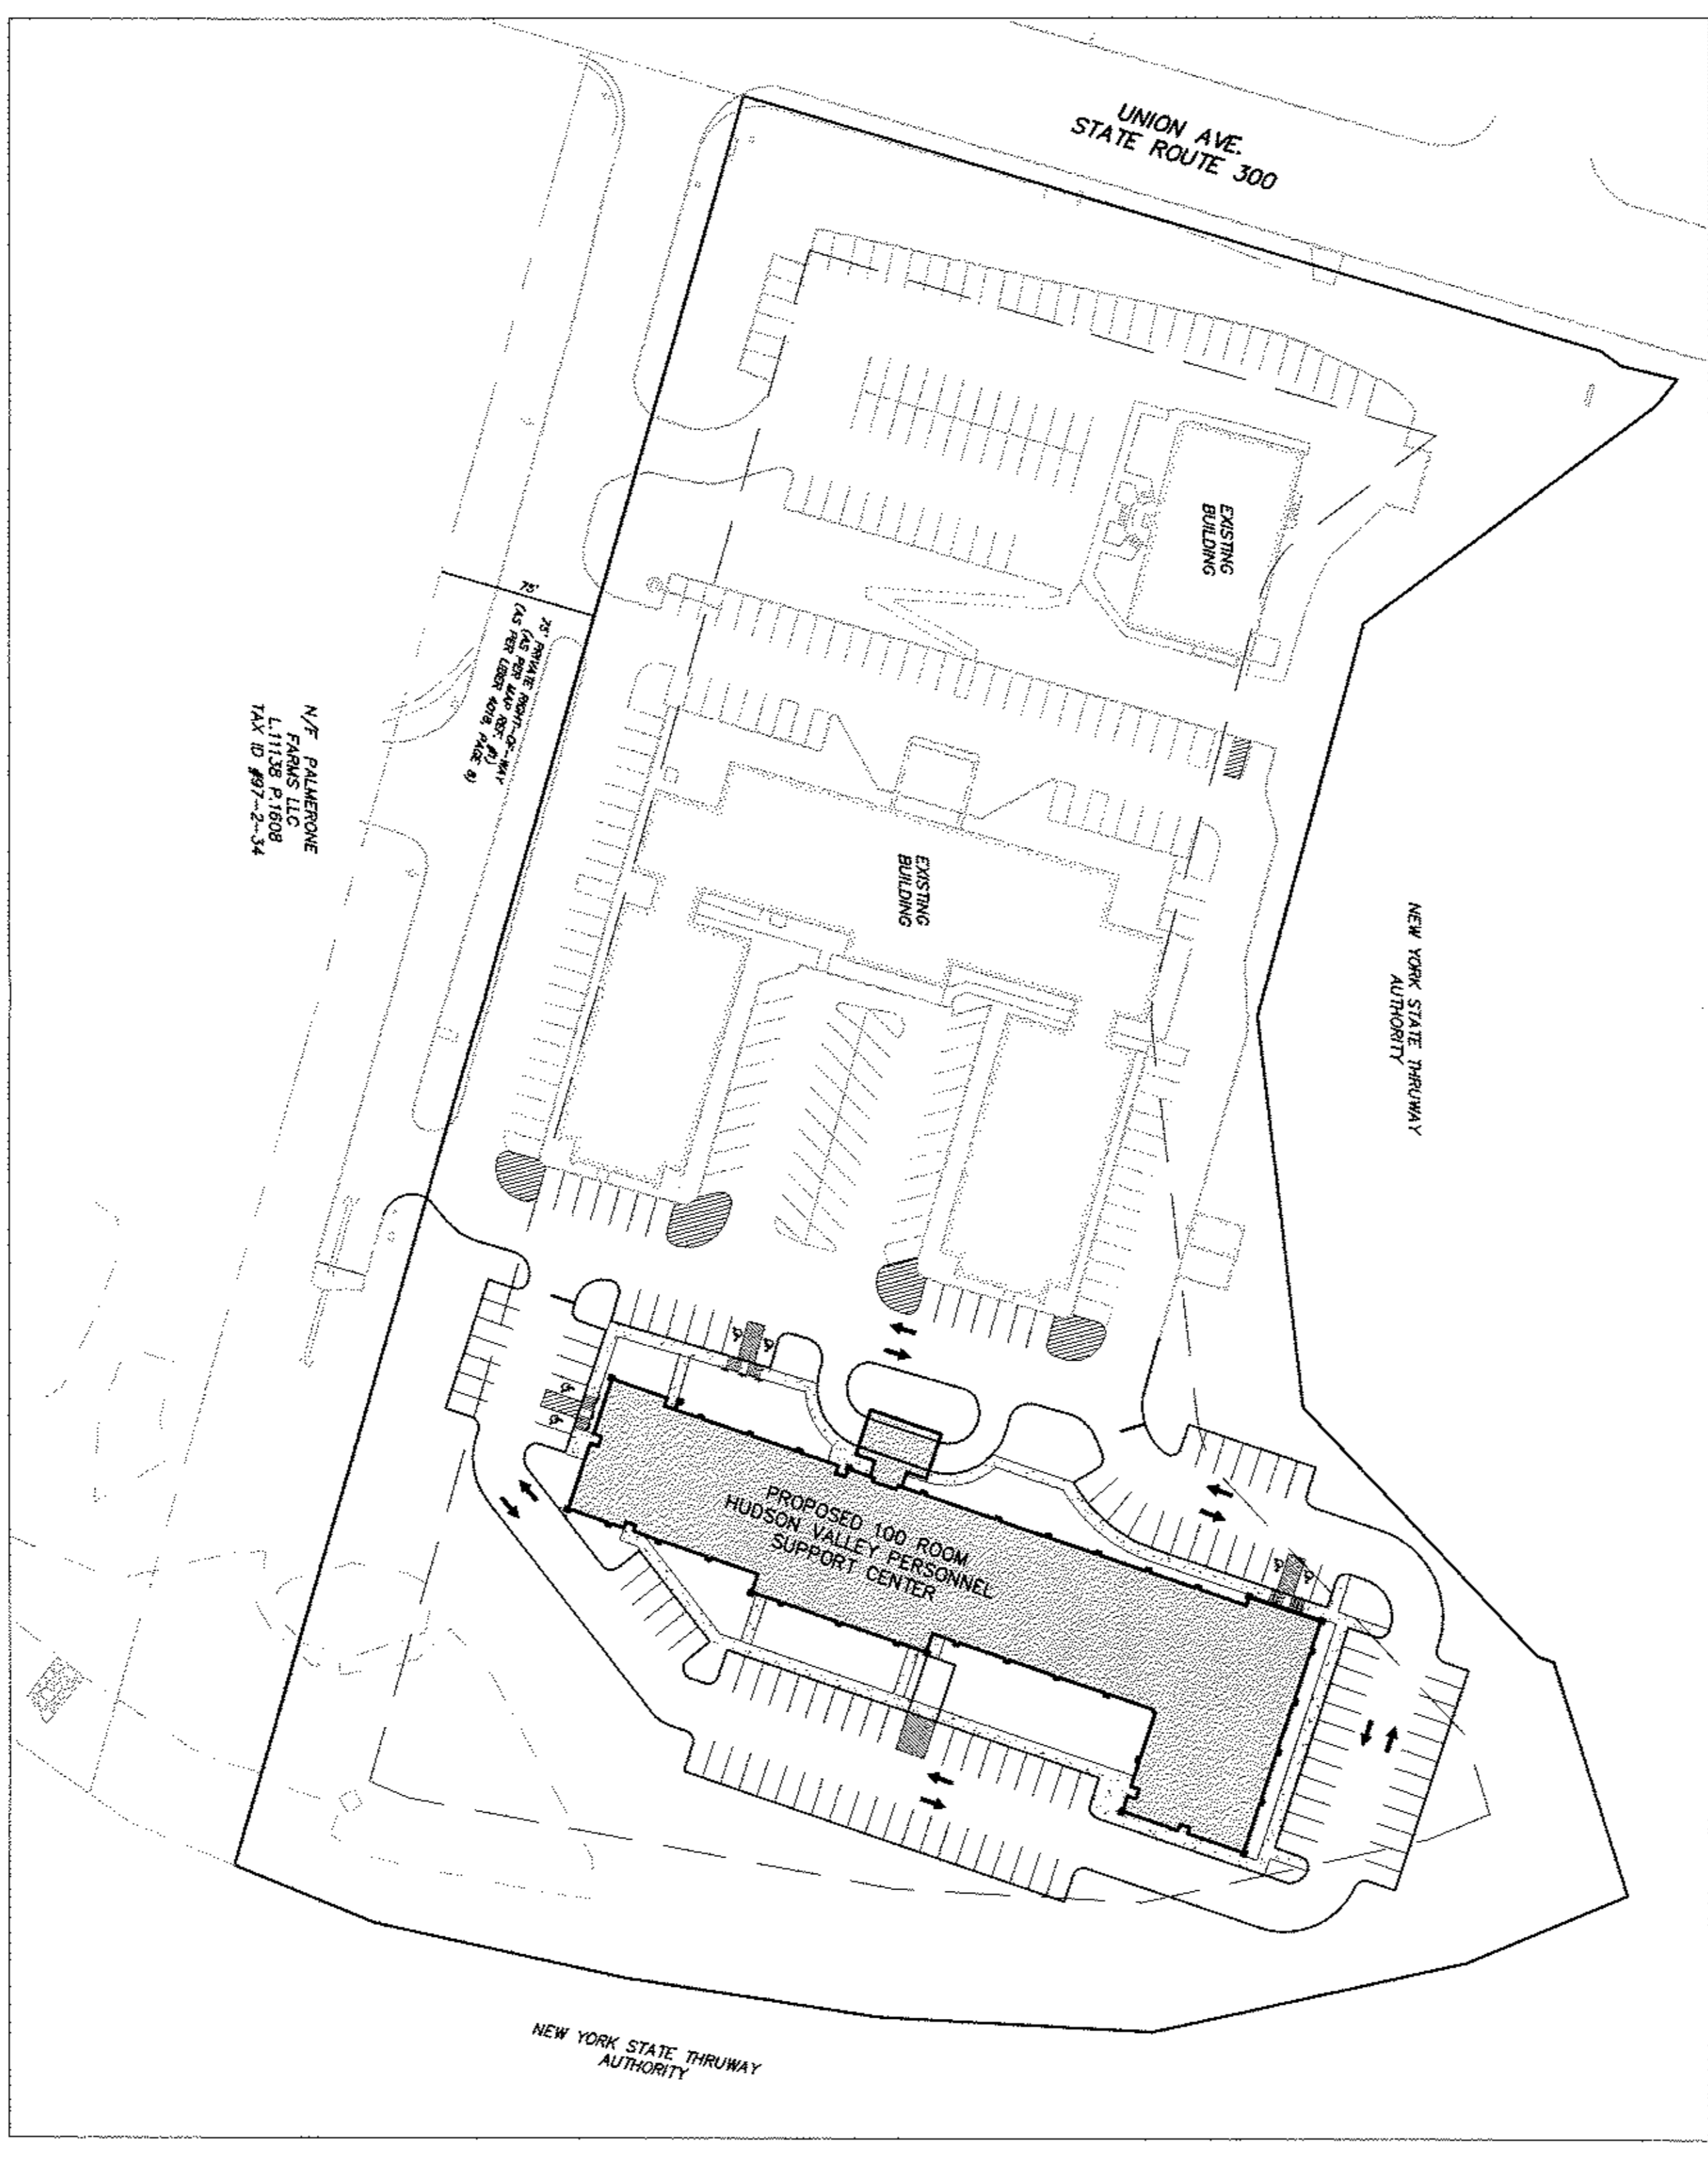 UNION AVE.
STATE ROUTE 300
EXISTING
BUILDING
75'
75' PRIVATE RIGHT-OF-WAY
(AS PER MAP REF. #1)
(AS PER LIBER 4018, PAGE 8)
N/F PALMERONE
FARMS LLC
L.11138 P.1608
TAX ID #97-2-34
EXISTING
BUILDING
NEW YORK STATE THRUWAY
AUTHORITY
PROPOSED 100 ROOM
HUDSON VALLEY PERSONNEL
SUPPORT CENTER
NEW YORK STATE THRUWAY
AUTHORITY